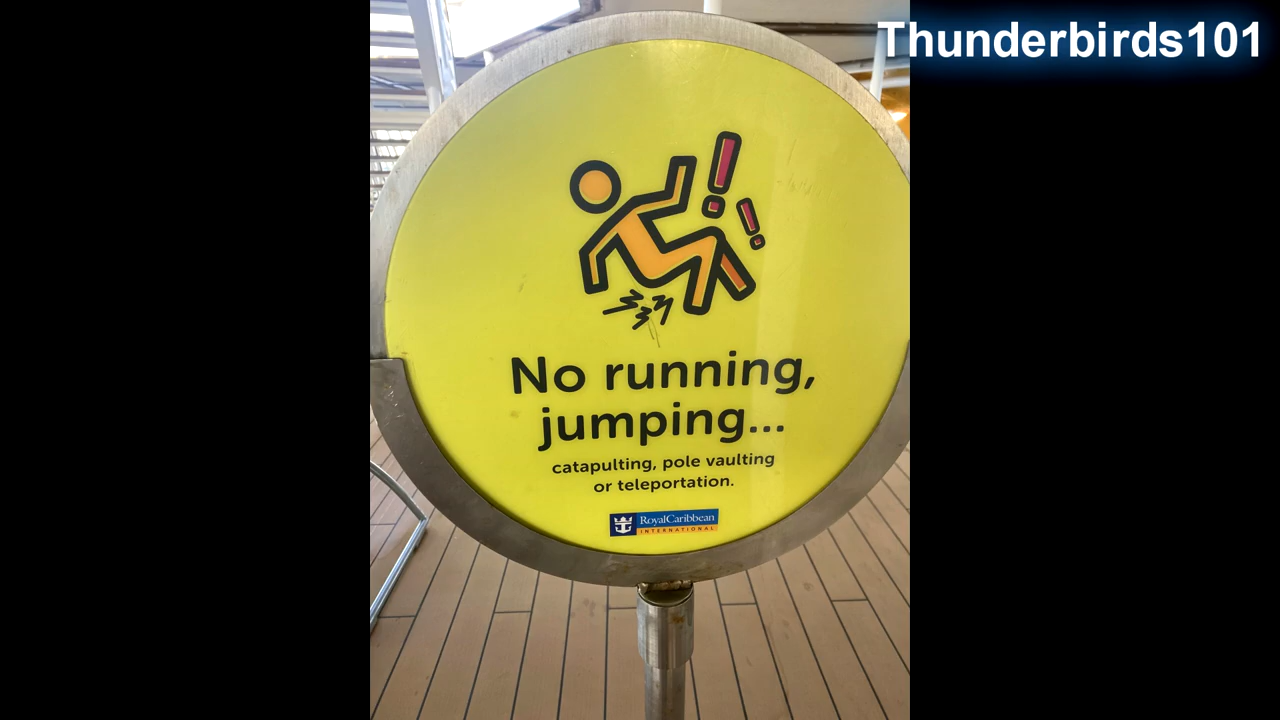 Thunderbirds101
No running,
jumping...
catapulting, pole vaulting
or teleportation.
RoyalCaribbean
INTERNATIONAL